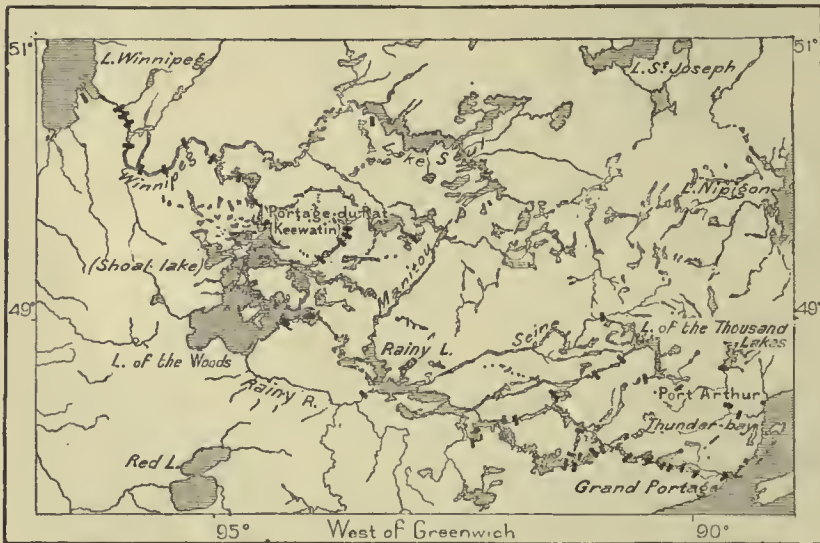 51°
51°
L. Winnipeg
L. St. Joseph
Lake S. ul
Winnip.
L. Nipigon
Portage-du-Rat
Keewatin
(Shoal lake)
Manitou
49°
49°
Seine
L. of the Thousand
Lakes
L. of the Woods
Rainy L.
Rainy R.
Port Arthur
Thunder-bay
Red L.
Grand Portage
95°
West of Greenwich
90°